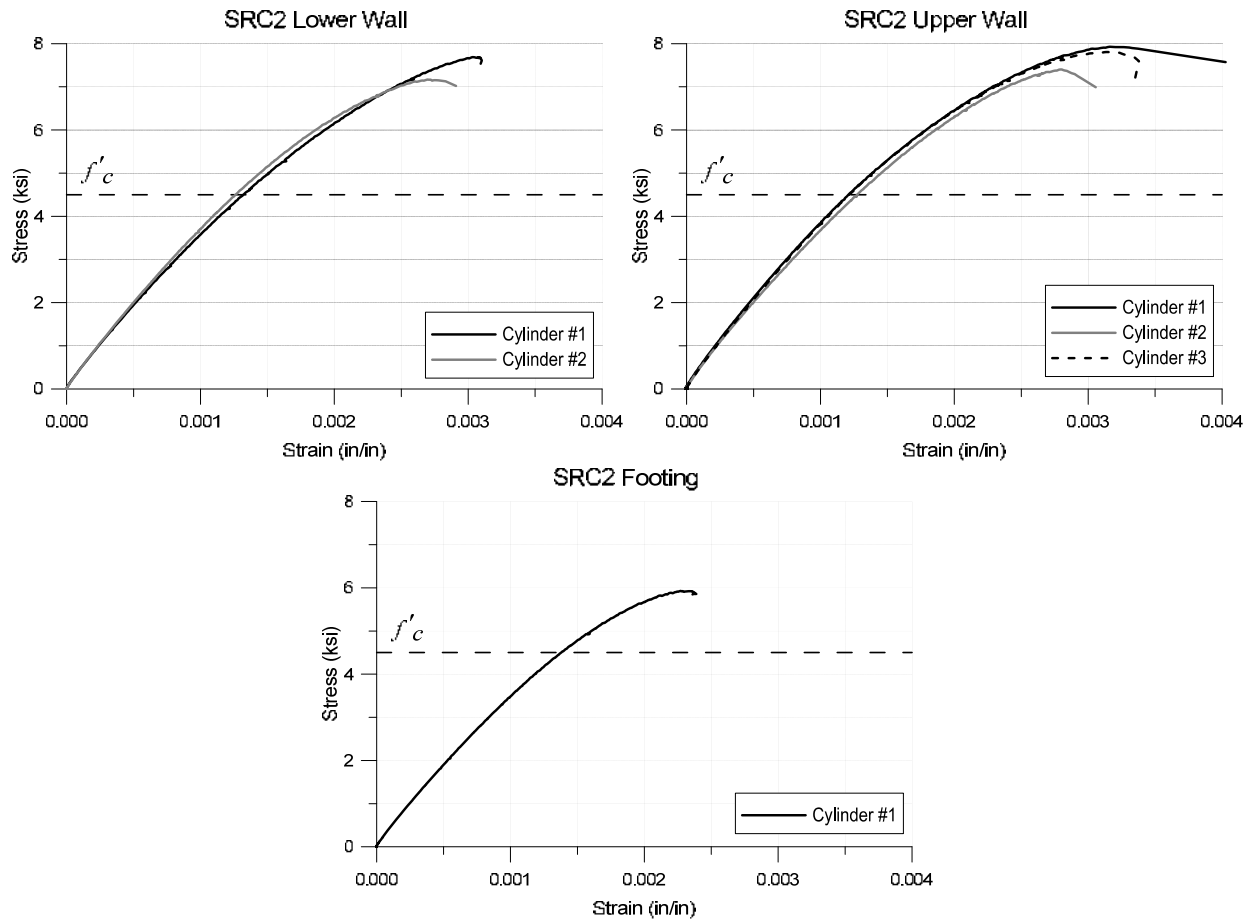 SRC2 Lower Wall
8
6
4
2
0
Stress (ksi)
f'c
Cylinder #1
Cylinder #2
0.000 0.001 0.002 0.003 0.004
Strain (in/in)
SRC2 Upper Wall
8
6
4
2
0
Stress (ksi)
f'c
Cylinder #1
Cylinder #2
Cylinder #3
0.000 0.001 0.002 0.003 0.004
Strain (in/in)
SRC2 Footing
8
6
4
2
0
Stress (ksi)
f'c
Cylinder #1
0.000 0.001 0.002 0.003 0.004
Strain (in/in)